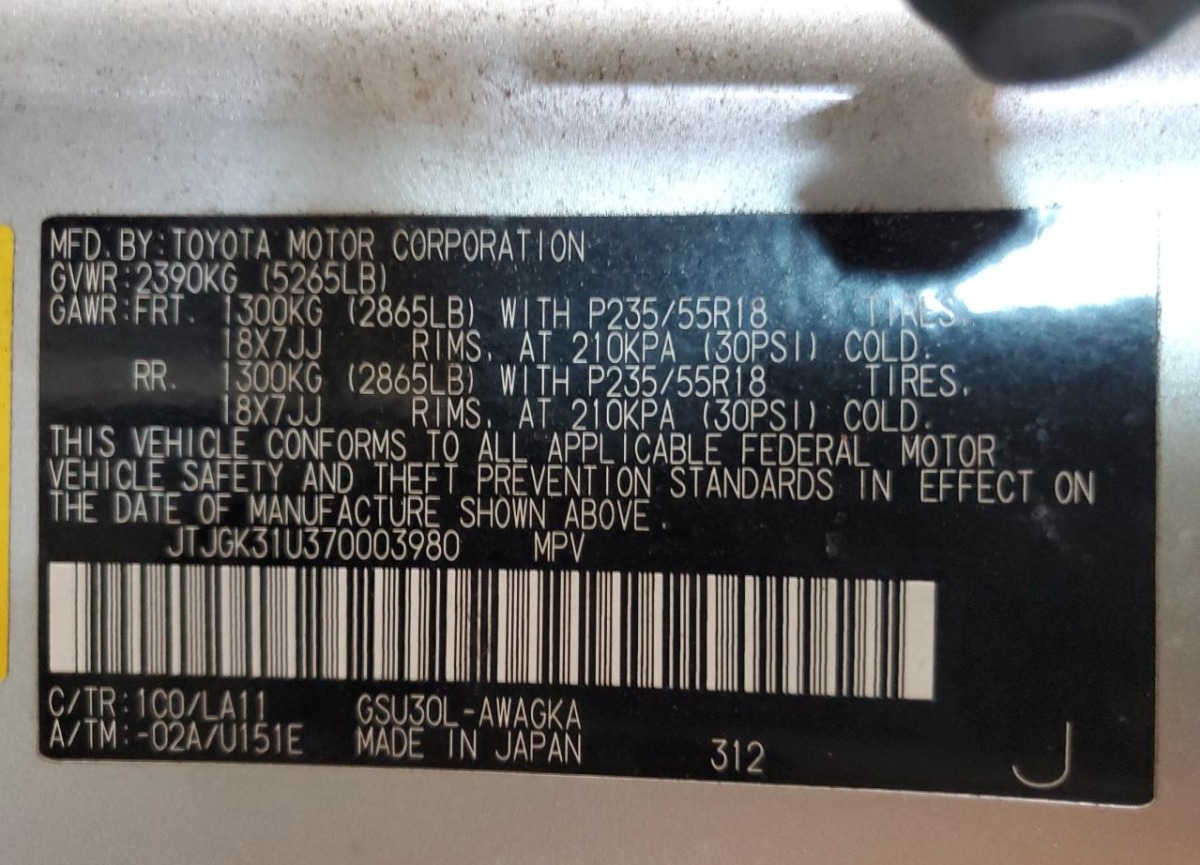 MFD. BY: TOYOTA MOTOR CORPORATION
GVWR: 2390KG (5265LB)
GAWR: FRT. 1300KG (2865LB) WITH P235/55R18 TIRES.
18X7JJ RIMS, AT 210KPA (30PSI) COLD.
RR. 1300KG (2865LB) WITH P235/55R18 TIRES,
18X7JJ RIMS, AT 210KPA (30PSI) COLD.
THIS VEHICLE CONFORMS TO ALL APPLICABLE FEDERAL MOTOR
VEHICLE SAFETY AND THEFT PREVENTION STANDARDS IN EFFECT ON
THE DATE OF MANUFACTURE SHOWN ABOVE.
JTJGK31U370003980 MPV
C/TR: 1C0/LA11 GSU30L-AWAGKA
A/TM: -02A/U151E MADE IN JAPAN 312 J